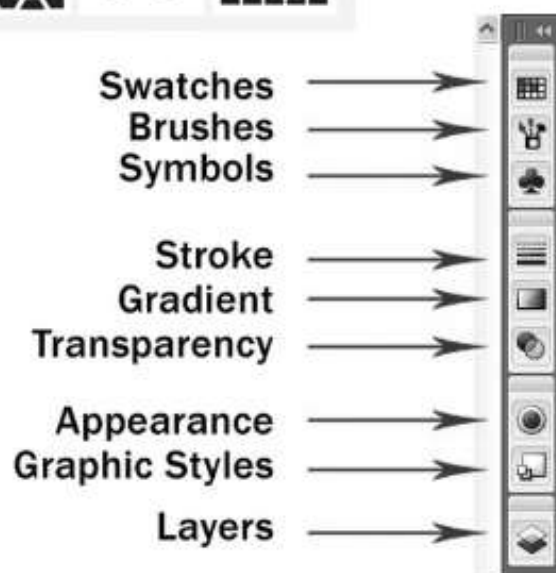 Swatches
Brushes
Symbols
Stroke
Gradient
Transparency
Appearance
Graphic Styles
Layers